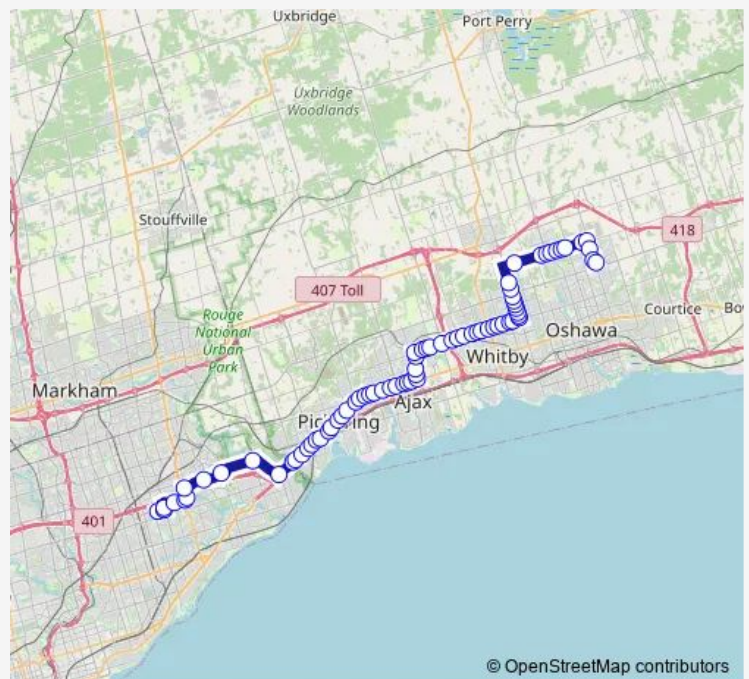 Uxbridge
Port Perry
Uxbridge
Woodlands
Stouffville
418
407 Toll
Rouge
National
Urban
Park
Courtice
Bo
Oshawa
Whitby
Markham
Ajax
Pickering
401
© OpenStreetMap contributors